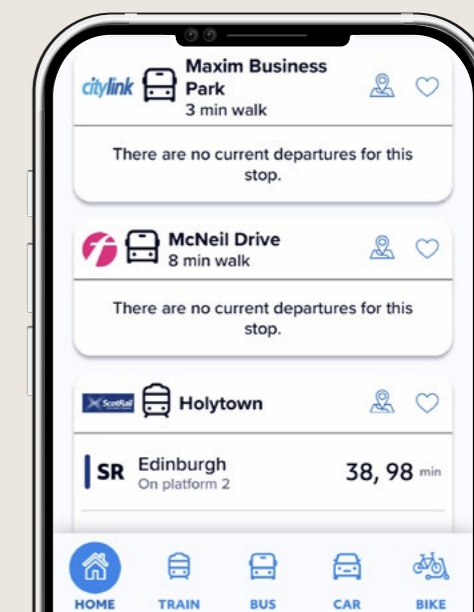 citylink
Maxim Business
Park
3 min walk
There are no current departures for this
stop.
f
McNeil Drive
8 min walk
There are no current departures for this
stop.
ScotRail
Holytown
SR Edinburgh 38, 98 min
On platform 2
HOME TRAIN BUS CAR BIKE